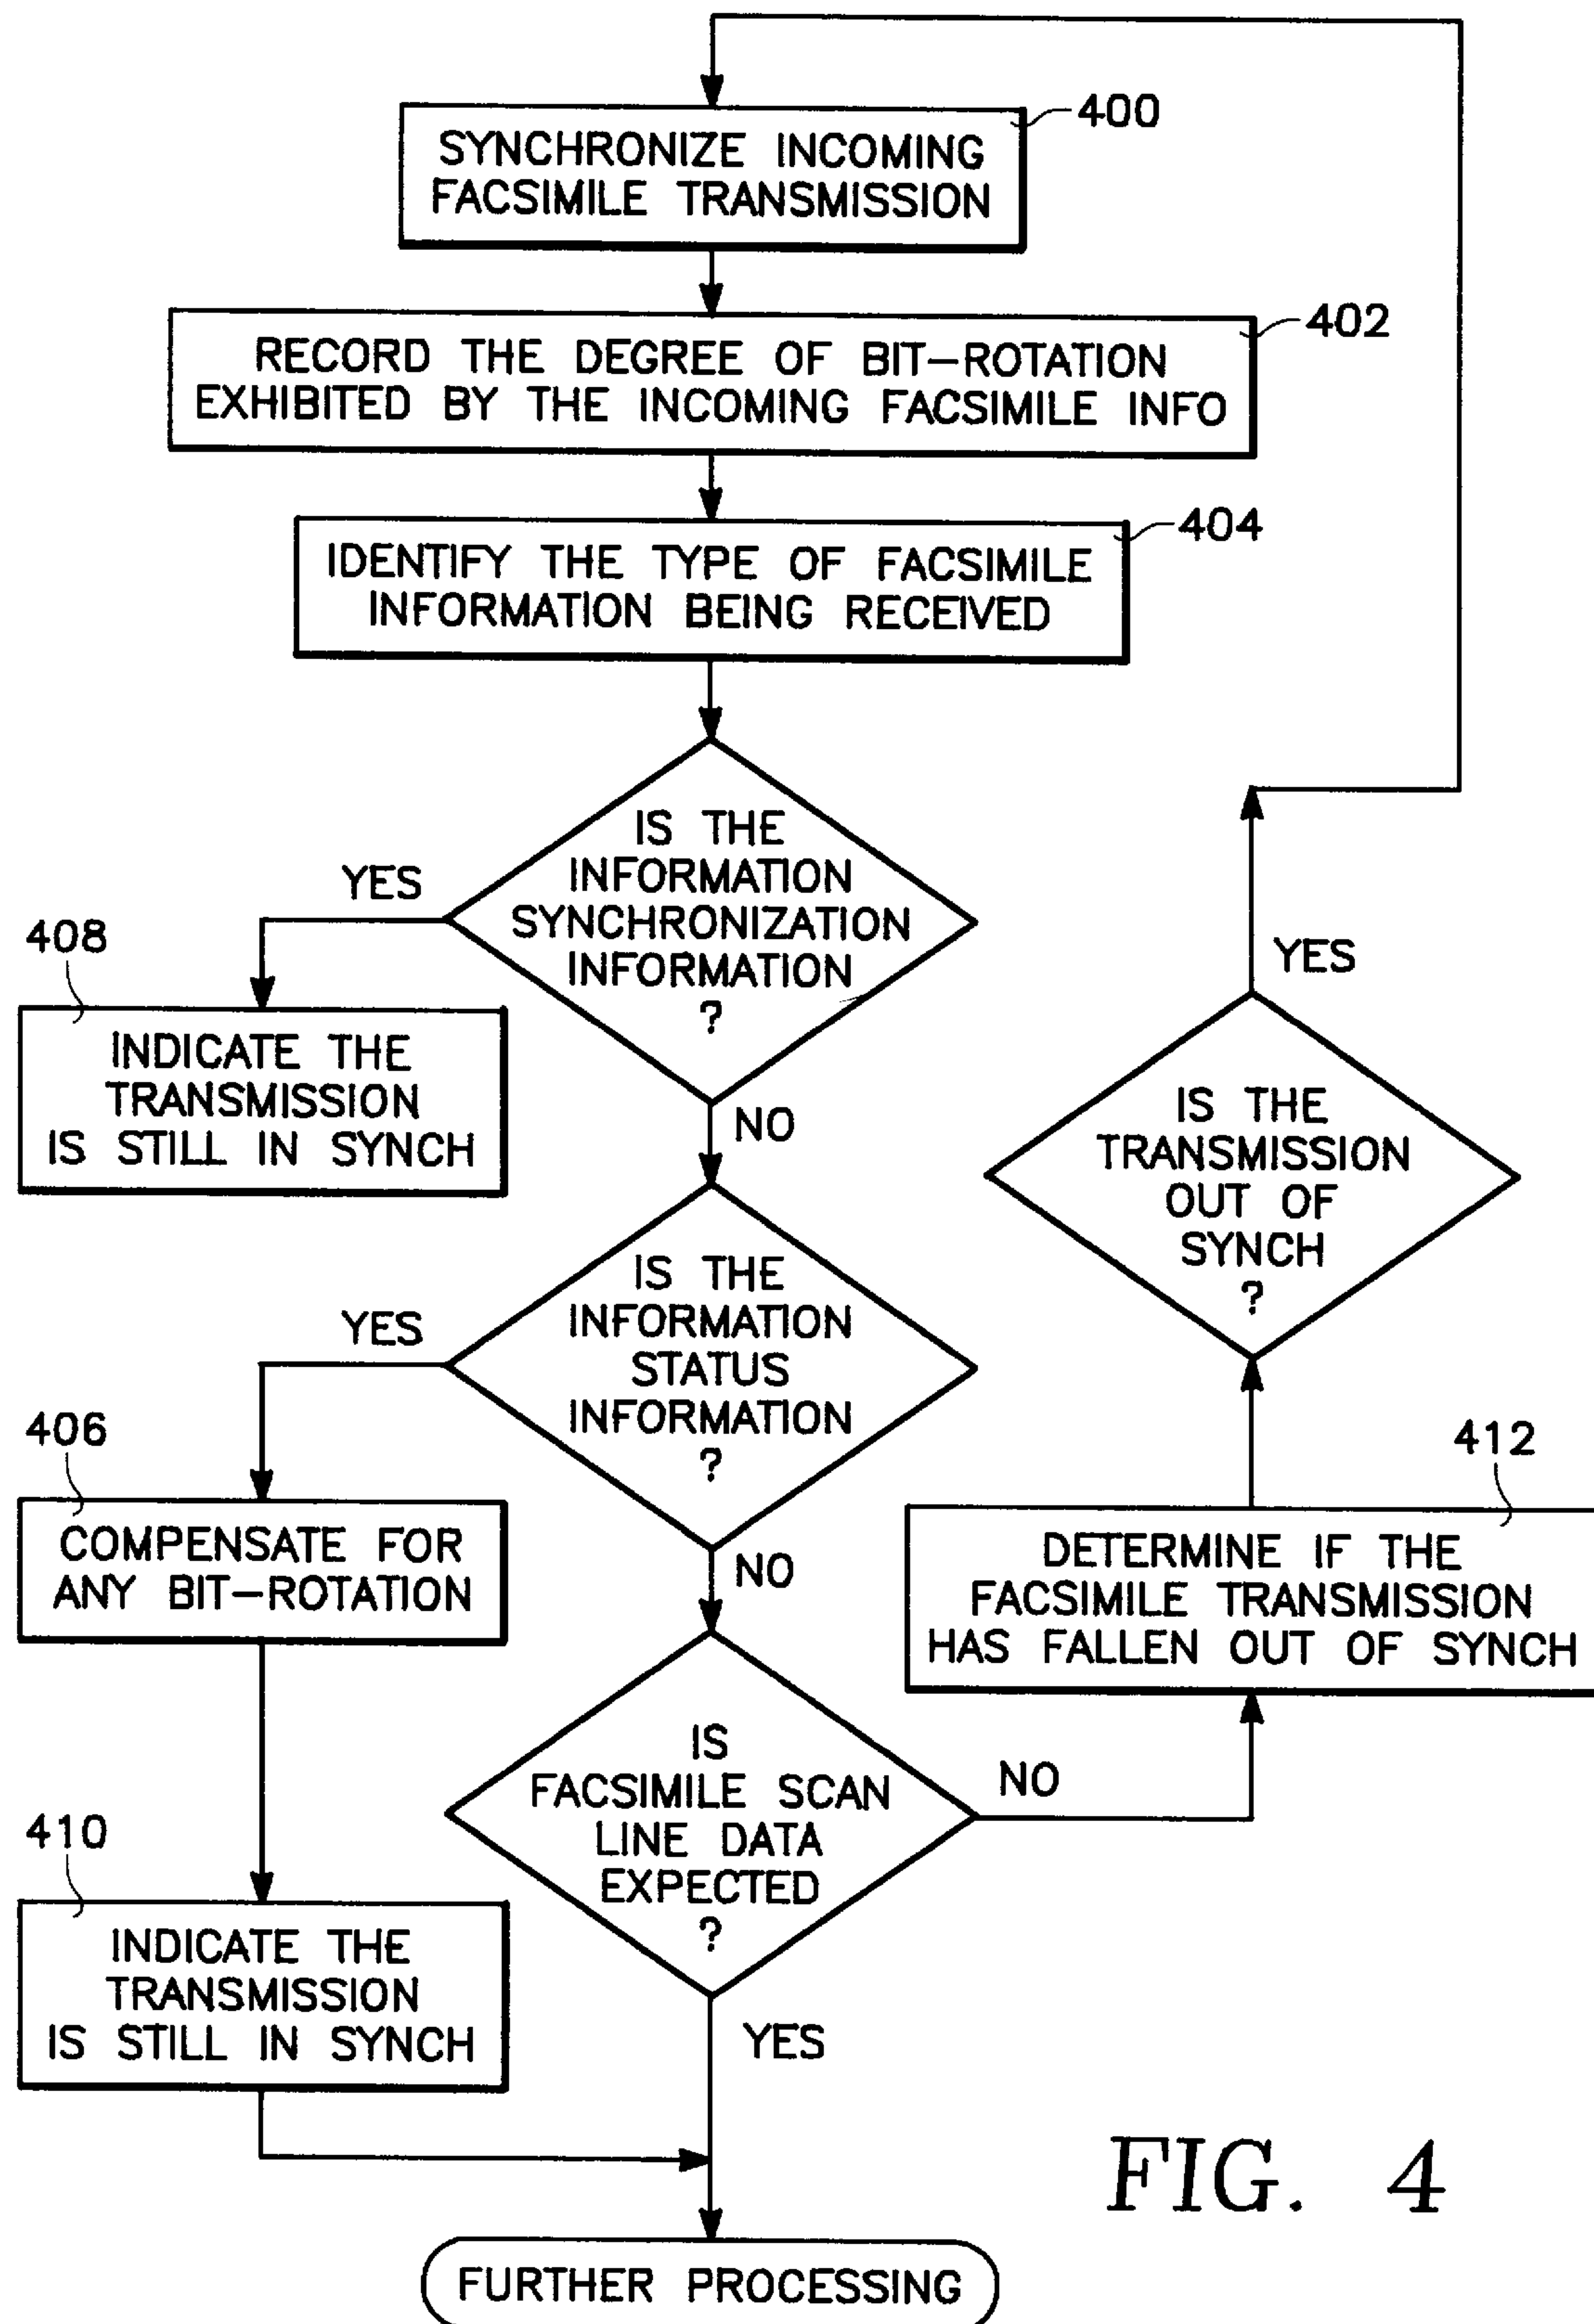 400
SYNCHRONIZE INCOMING
FACSIMILE TRANSMISSION
402
RECORD THE DEGREE OF BIT-ROTATION
EXHIBITED BY THE INCOMING FACSIMILE INFO
404
IDENTIFY THE TYPE OF FACSIMILE
INFORMATION BEING RECEIVED
IS THE
INFORMATION
SYNCHRONIZATION
INFORMATION
?
YES
408
INDICATE THE
TRANSMISSION
IS STILL IN SYNCH
NO
IS THE
INFORMATION
STATUS
INFORMATION
?
YES
406
COMPENSATE FOR
ANY BIT-ROTATION
410
INDICATE THE
TRANSMISSION
IS STILL IN SYNCH
NO
IS
FACSIMILE SCAN
LINE DATA
EXPECTED
?
NO
412
DETERMINE IF THE
FACSIMILE TRANSMISSION
HAS FALLEN OUT OF SYNCH
IS THE
TRANSMISSION
OUT OF
SYNCH
?
YES
YES
FURTHER PROCESSING
FIG. 4